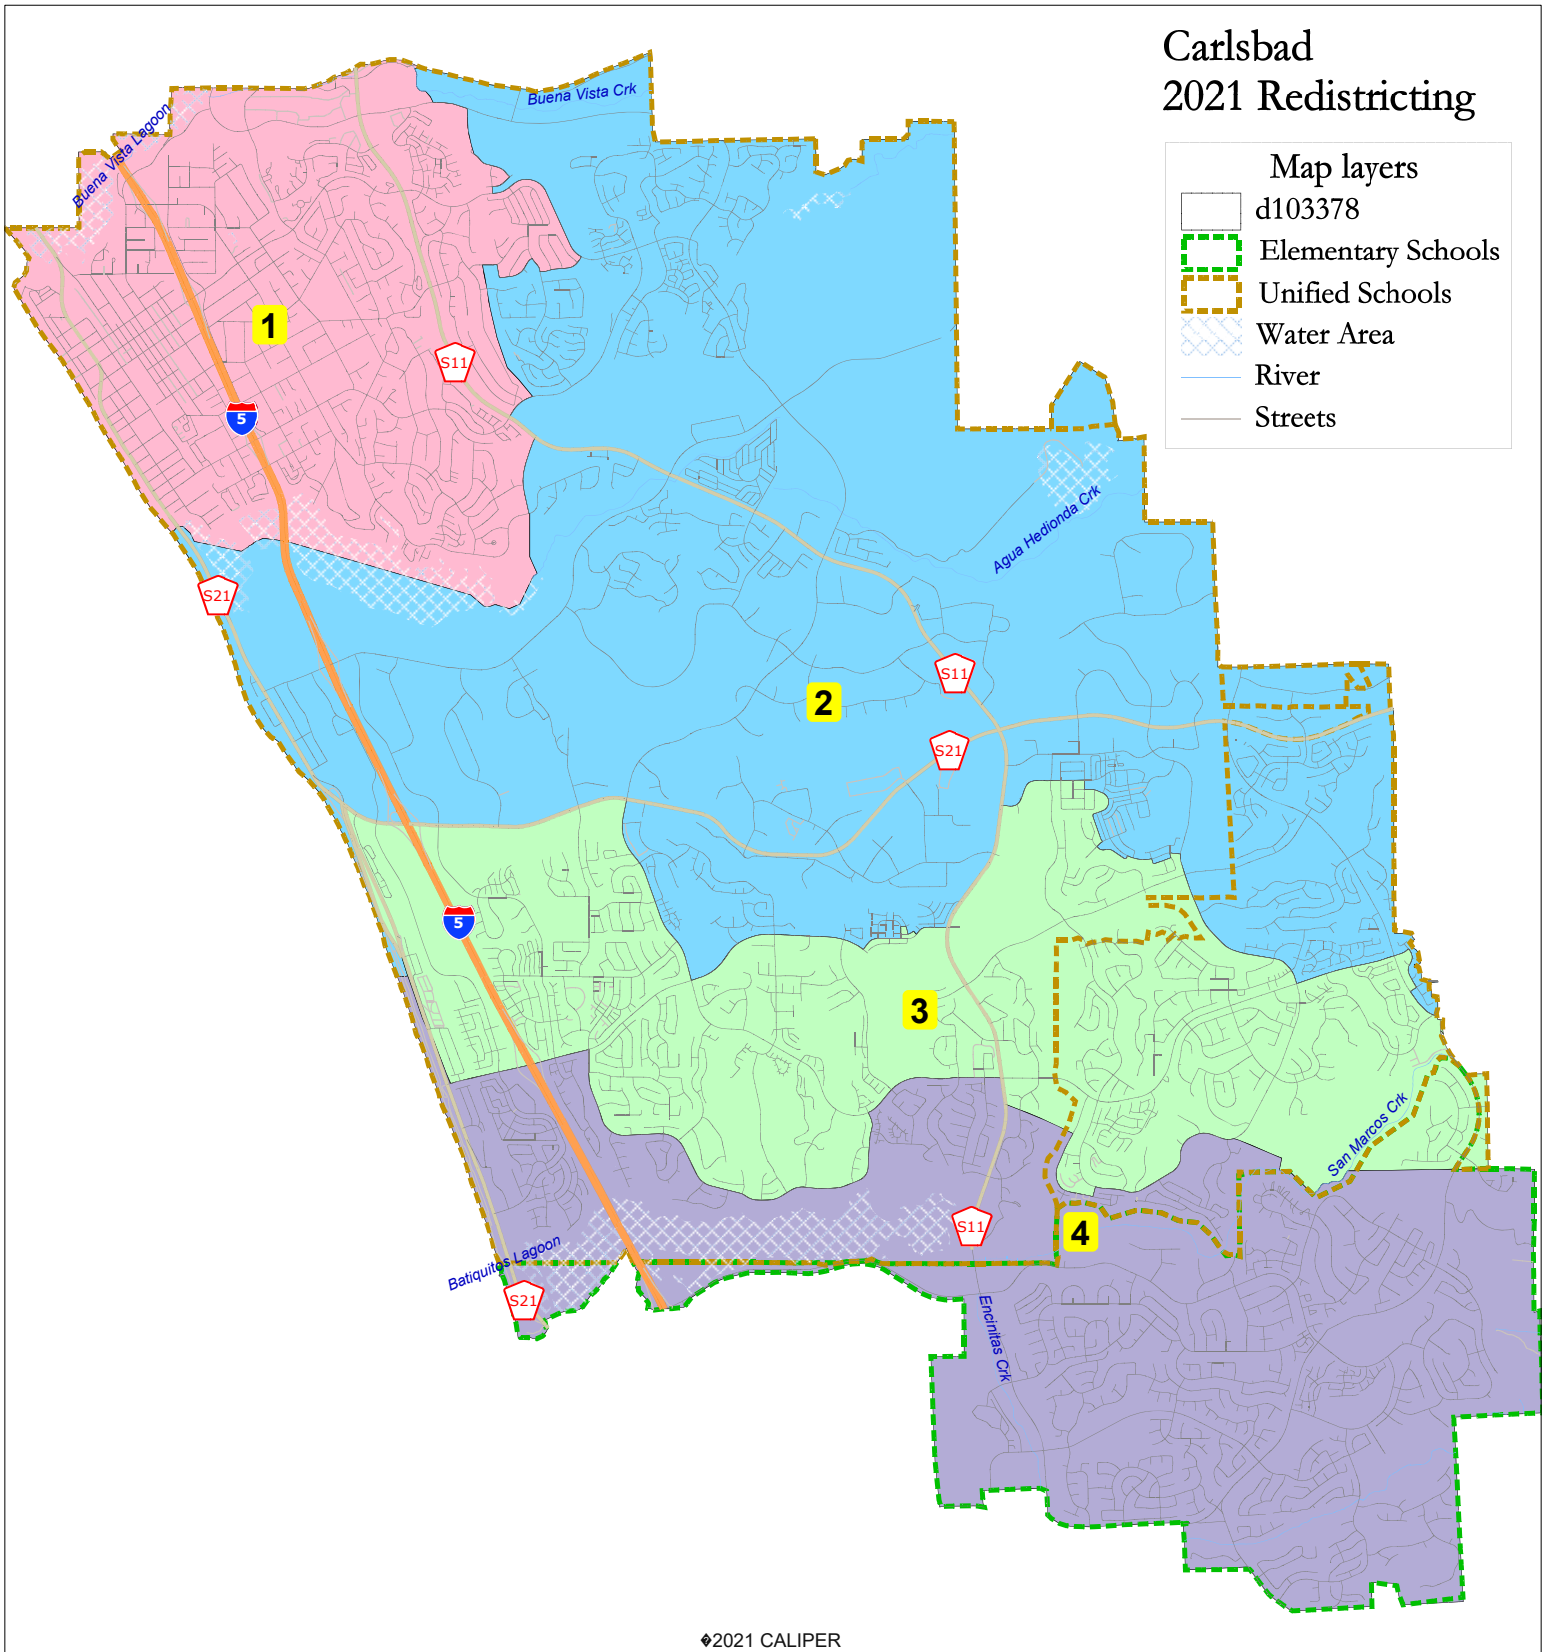 Carlsbad
2021 Redistricting
Map layers
d103378
Elementary Schools
Unified Schools
Water Area
River
Streets
Buena Vista Crk
Buena Vista Lagoon
1
S11
5
Agua Hedionda Crk
S21
S11
2
S21
5
3
San Marcos Crk
S11
4
Batiquitos Lagoon
S21
Encinitas Crk
�2021 CALIPER